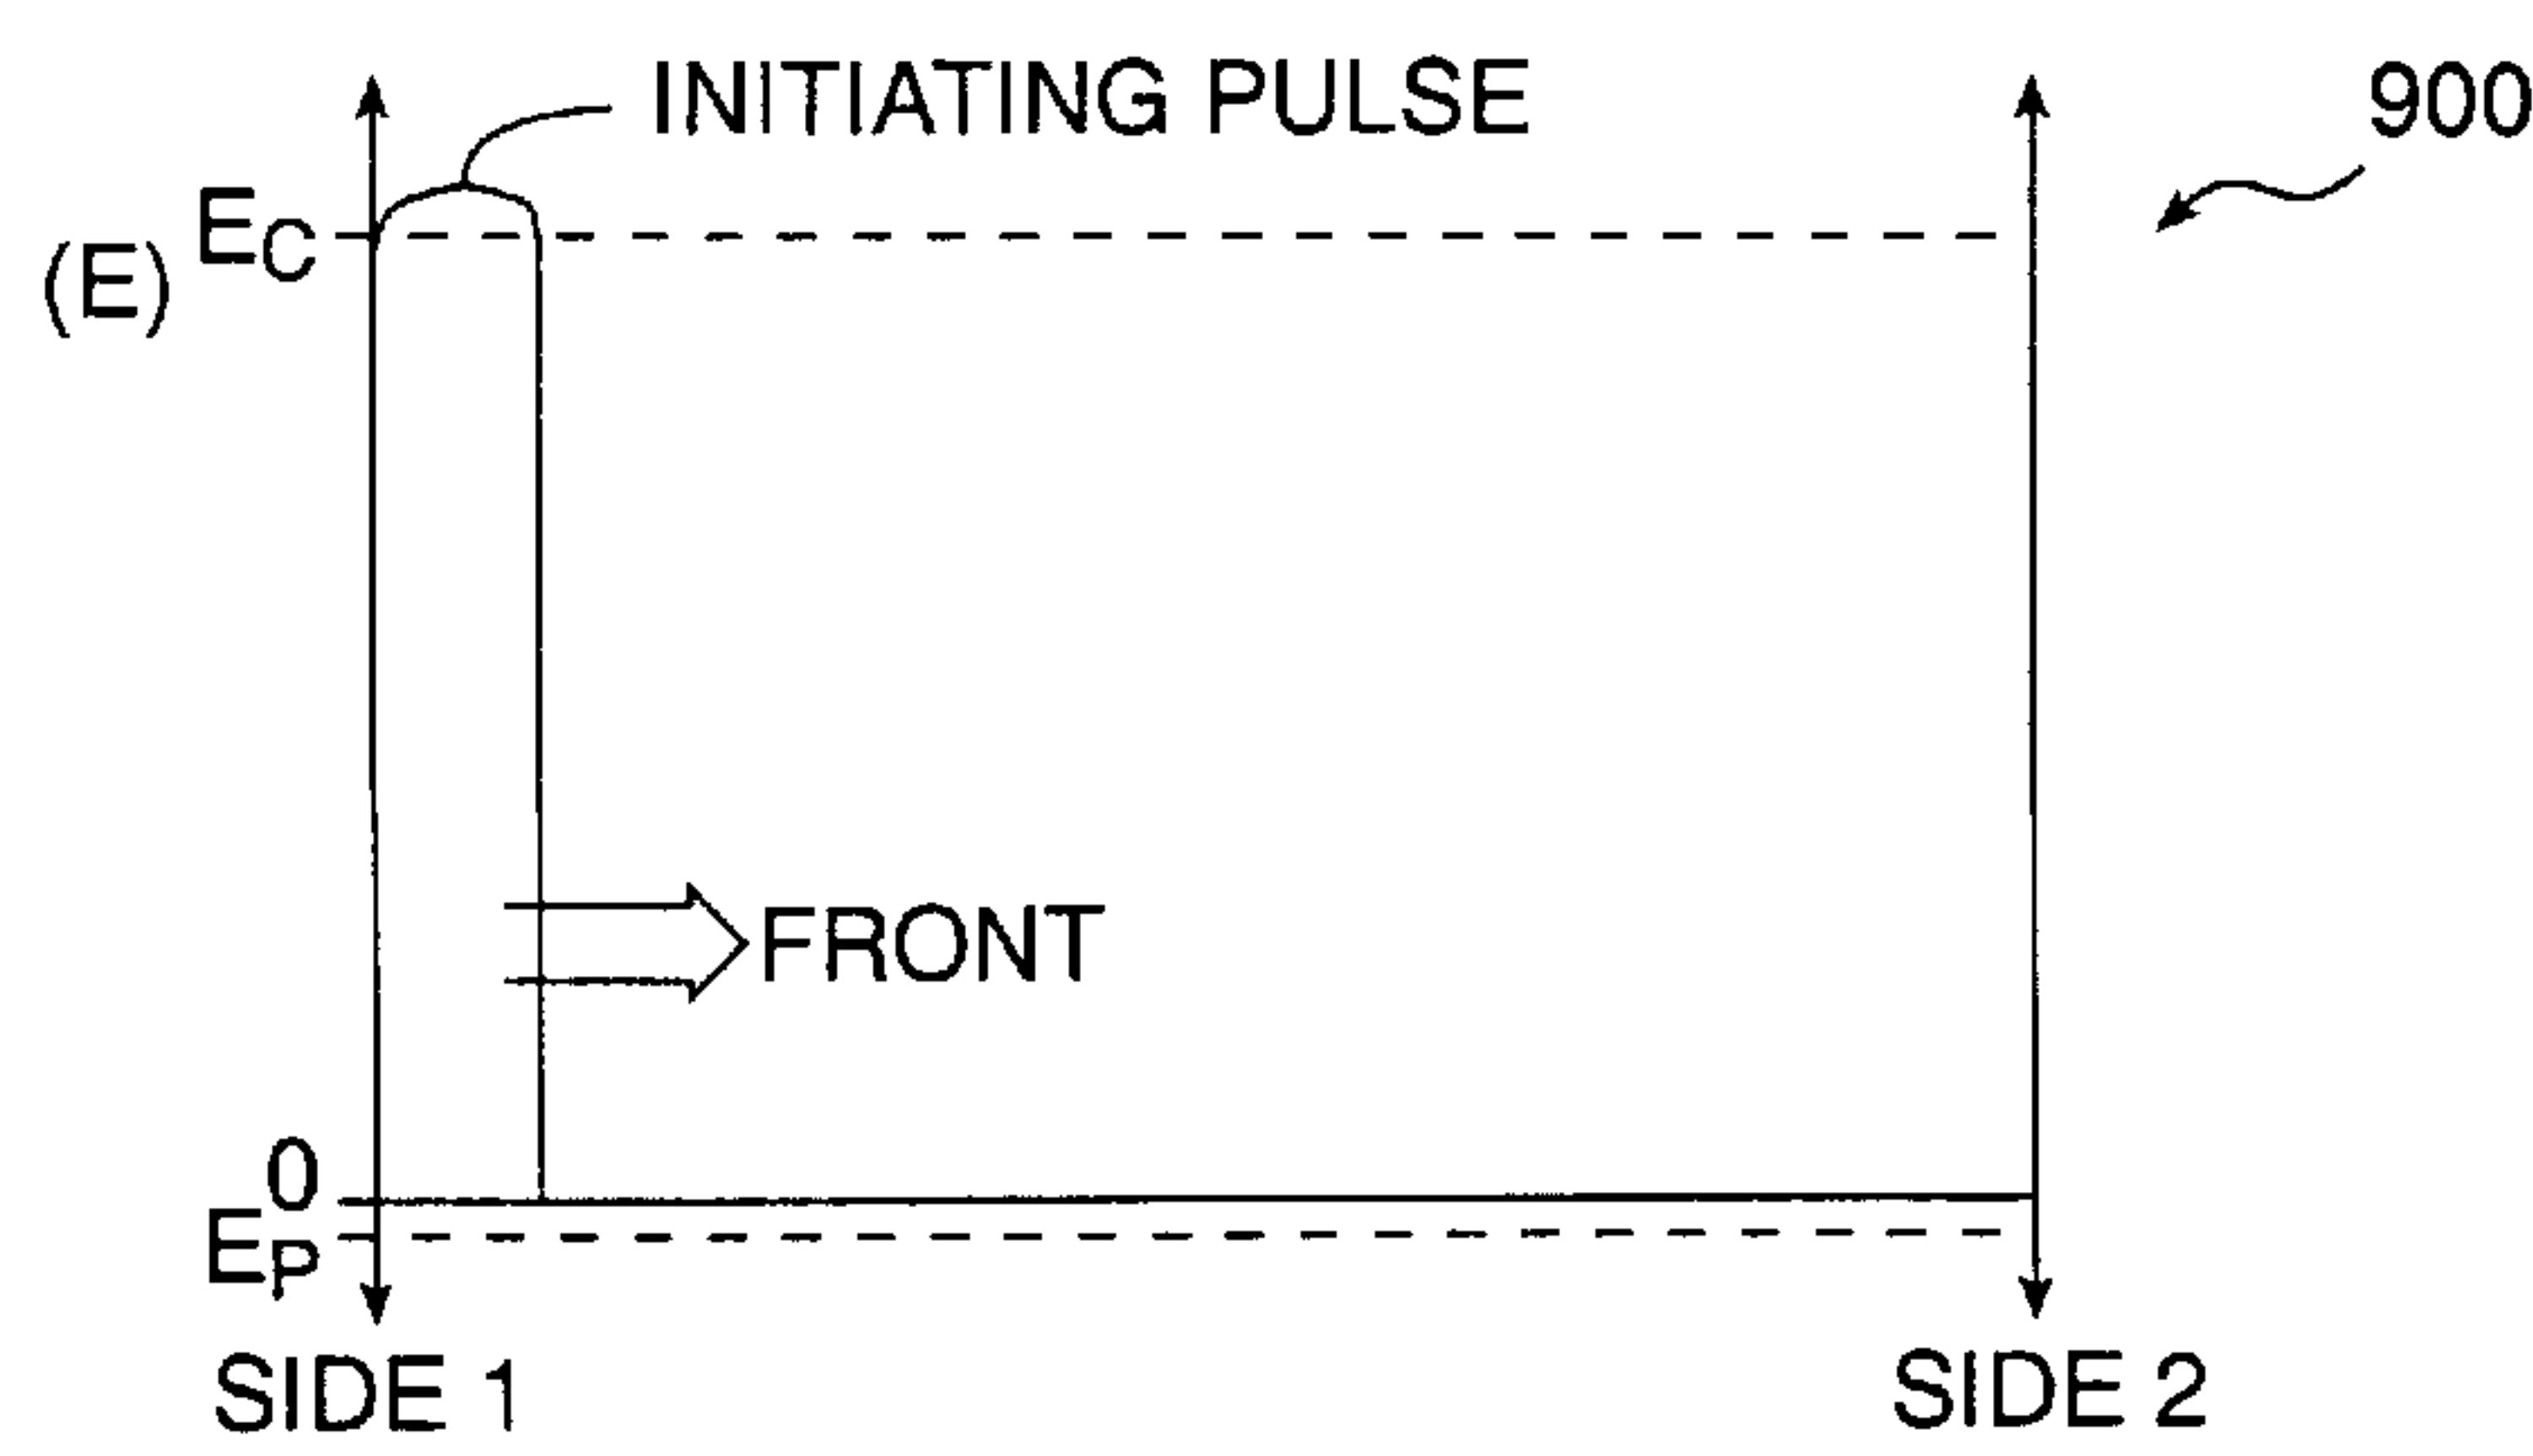 INITIATING PULSE
900
EC
(E)
FRONT
0
EP
SIDE 1
SIDE 2